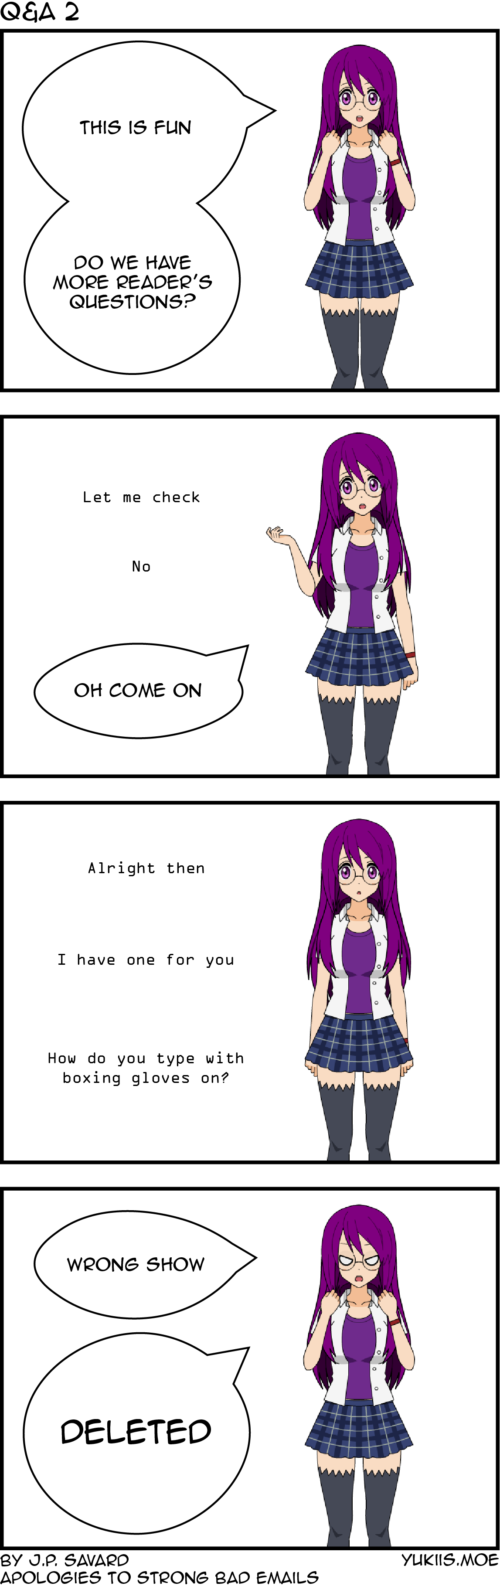 Q&A 2
THIS IS FUN
DO WE HAVE
MORE READER'S
QUESTIONS?
Let me check
No
OH COME ON
Alright then
I have one for you
How do you type with
boxing gloves on?
WRONG SHOW
DELETED
BY J.P. SAVARD
YUKIIS.MOE
APOLOGIES TO STRONG BAD EMAILS